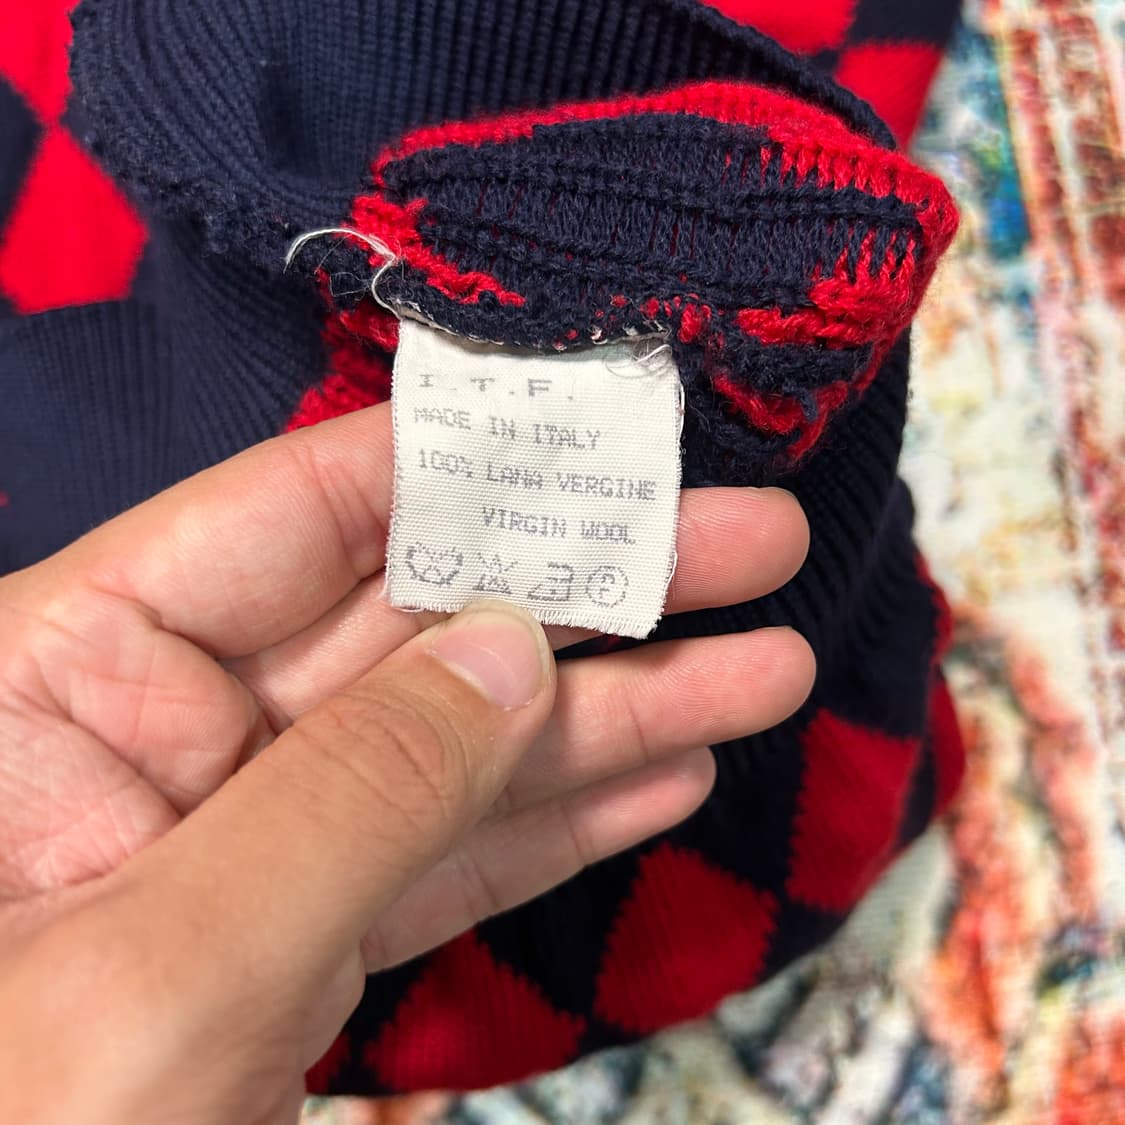 I.T.F.
MADE IN ITALY
100% LANA VERGINE
VIRGIN WOOL
P